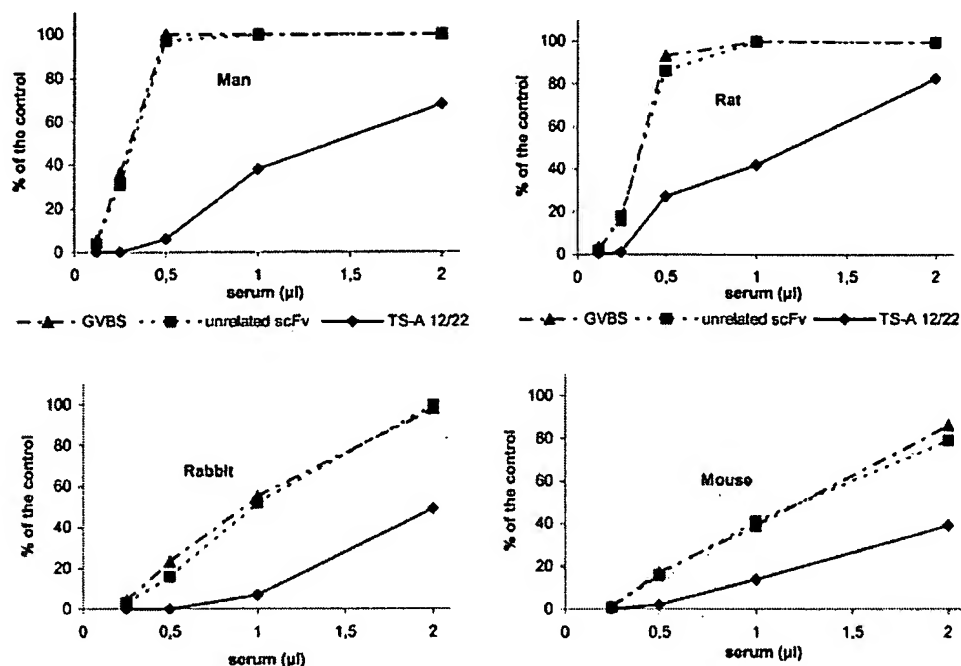 % of the control
100
80
60
40
20
0
Man
0 0,5 1 1,5 2
serum (µl)
GVBS unrelated scFv TS-A 12/22
% of the control
100
80
60
40
20
0
Rat
0 0,5 1 1,5 2
serum (µl)
GVBS unrelated scFv TS-A 12/22
% of the control
100
80
60
40
20
0
Rabbit
0 0,5 1 1,5 2
serum (µl)
% of the control
100
80
60
40
20
0
Mouse
0 0,5 1 1,5 2
serum (µl)